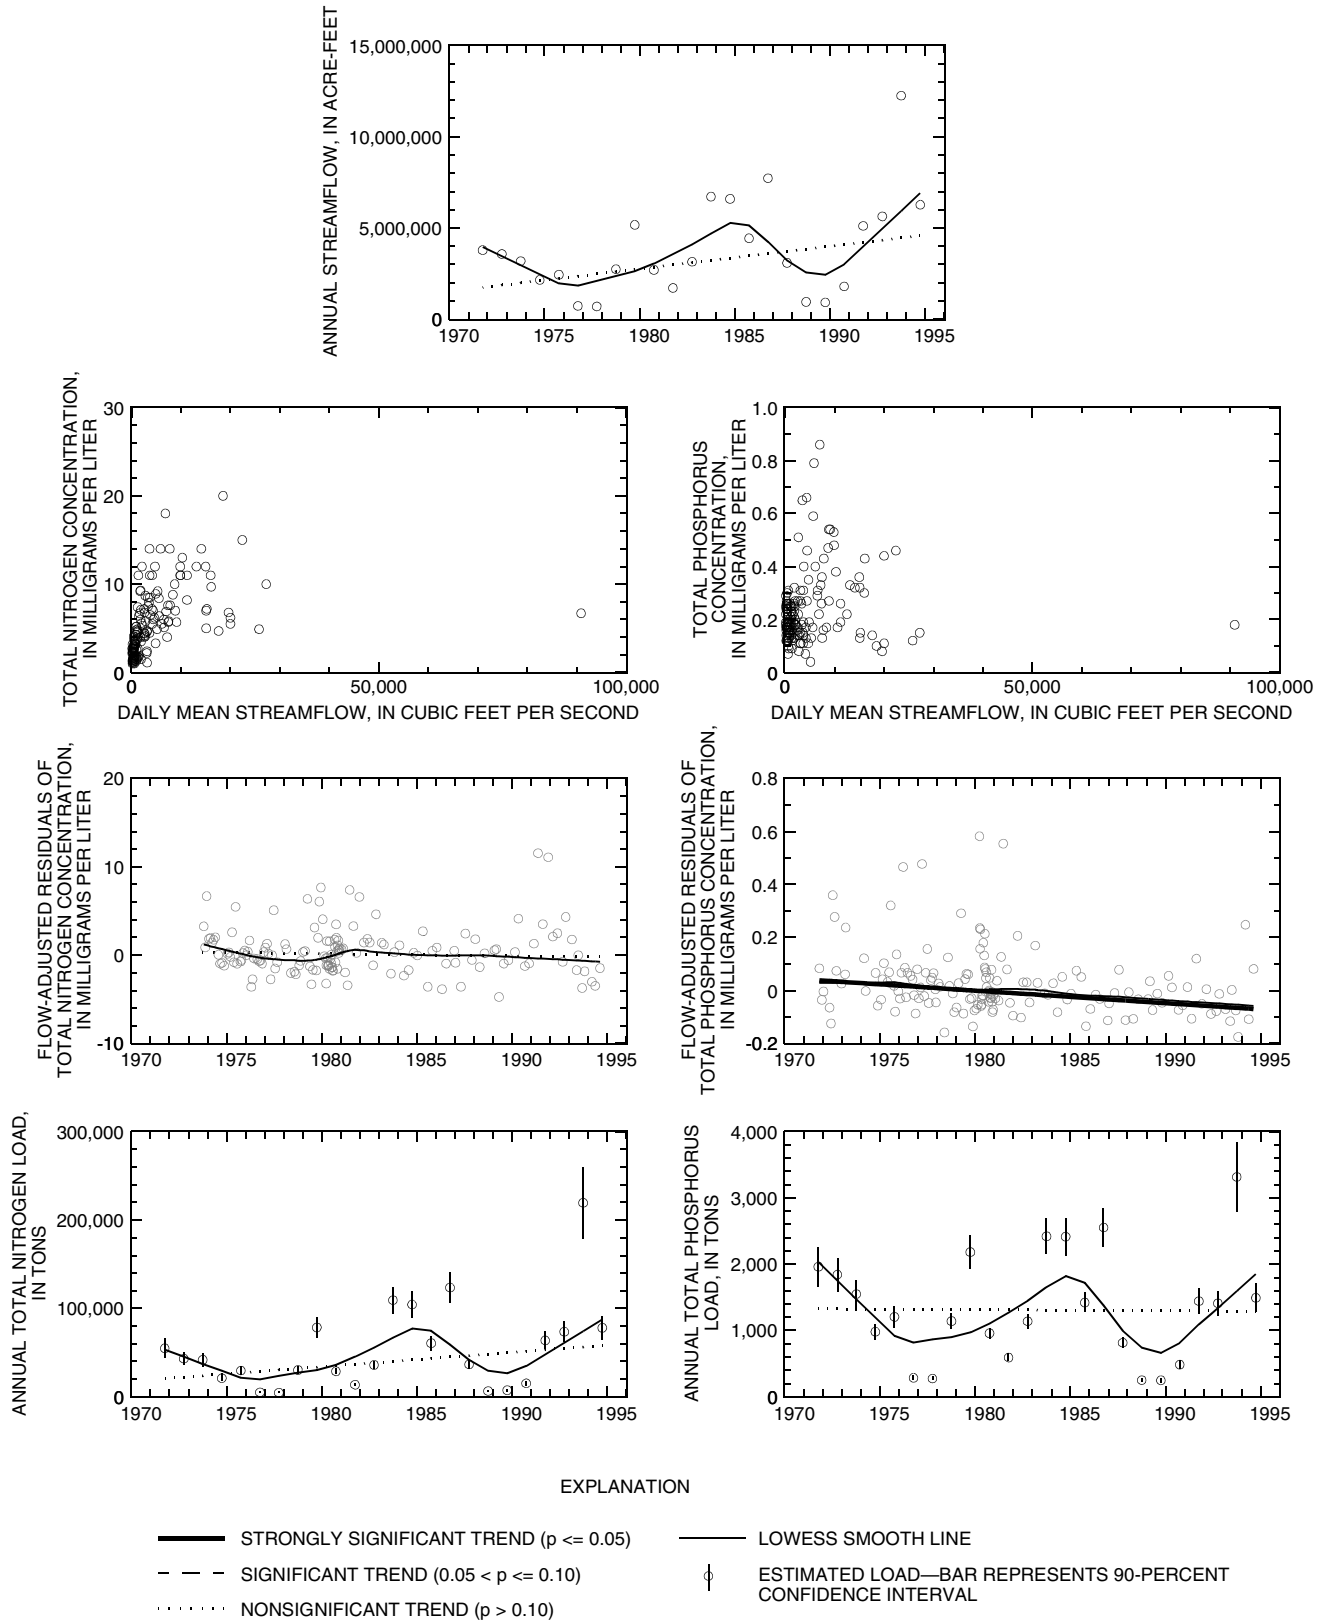 ANNUAL STREAMFLOW, IN ACRE-FEET
15,000,000
10,000,000
5,000,000
0
1970 1975 1980 1985 1990 1995
TOTAL NITROGEN CONCENTRATION,
IN MILLIGRAMS PER LITER
30
20
10
0
0 50,000 100,000
DAILY MEAN STREAMFLOW, IN CUBIC FEET PER SECOND
TOTAL PHOSPHORUS
CONCENTRATION,
IN MILLIGRAMS PER LITER
1.0
0.8
0.6
0.4
0.2
0
0 50,000 100,000
DAILY MEAN STREAMFLOW, IN CUBIC FEET PER SECOND
FLOW-ADJUSTED RESIDUALS OF
TOTAL NITROGEN CONCENTRATION,
IN MILLIGRAMS PER LITER
20
10
0
-10
1970 1975 1980 1985 1990 1995
FLOW-ADJUSTED RESIDUALS OF
TOTAL PHOSPHORUS CONCENTRATION,
IN MILLIGRAMS PER LITER
0.8
0.6
0.4
0.2
0
-0.2
1970 1975 1980 1985 1990 1995
ANNUAL TOTAL NITROGEN LOAD,
IN TONS
300,000
200,000
100,000
0
1970 1975 1980 1985 1990 1995
ANNUAL TOTAL PHOSPHORUS
LOAD, IN TONS
4,000
3,000
2,000
1,000
0
1970 1975 1980 1985 1990 1995
EXPLANATION
STRONGLY SIGNIFICANT TREND (p <= 0.05)
SIGNIFICANT TREND (0.05 < p <= 0.10)
NONSIGNIFICANT TREND (p > 0.10)
LOWESS SMOOTH LINE
ESTIMATED LOAD—BAR REPRESENTS 90-PERCENT
CONFIDENCE INTERVAL